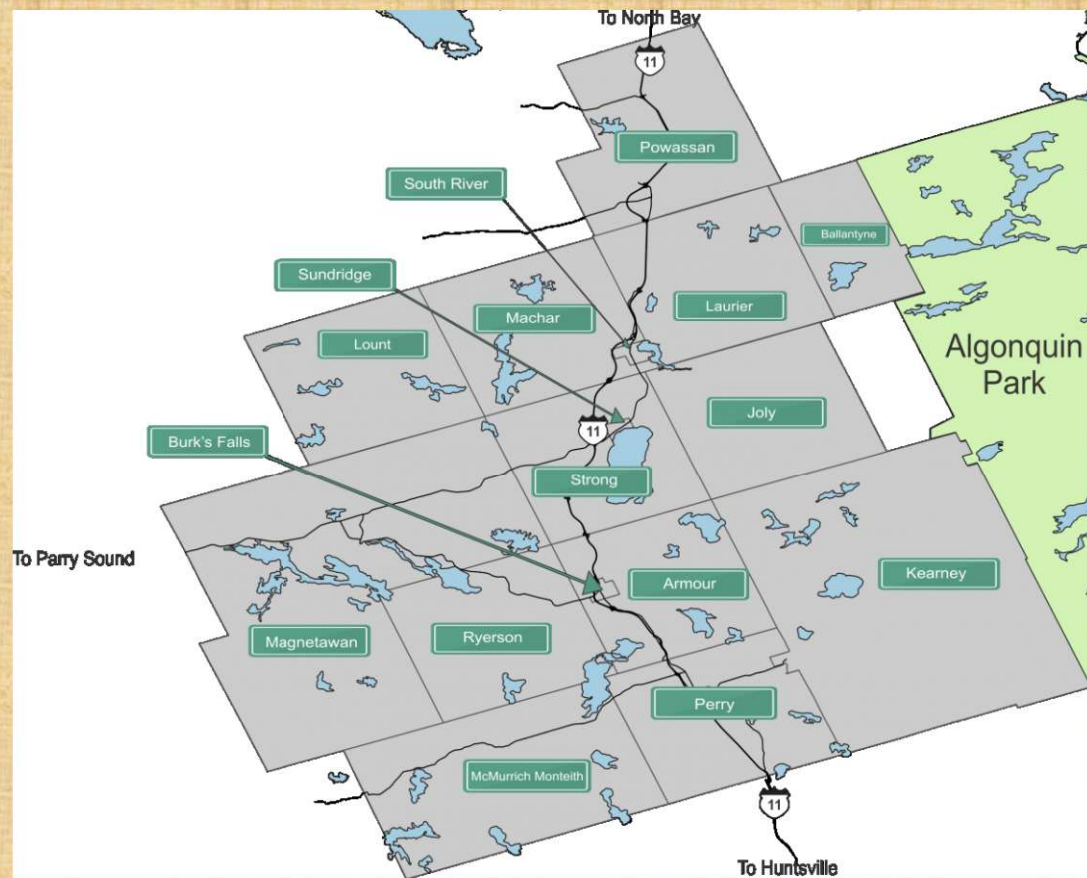 To North Bay
11
Powassan
South River
Ballantyne
Sundridge
Machar
Laurier
Lount
Algonquin
Park
Joly
11
Burk's Falls
Strong
To Parry Sound
Armour
Kearney
Magnetawan
Ryerson
Perry
McMurrich Monteith
11
To Huntsville